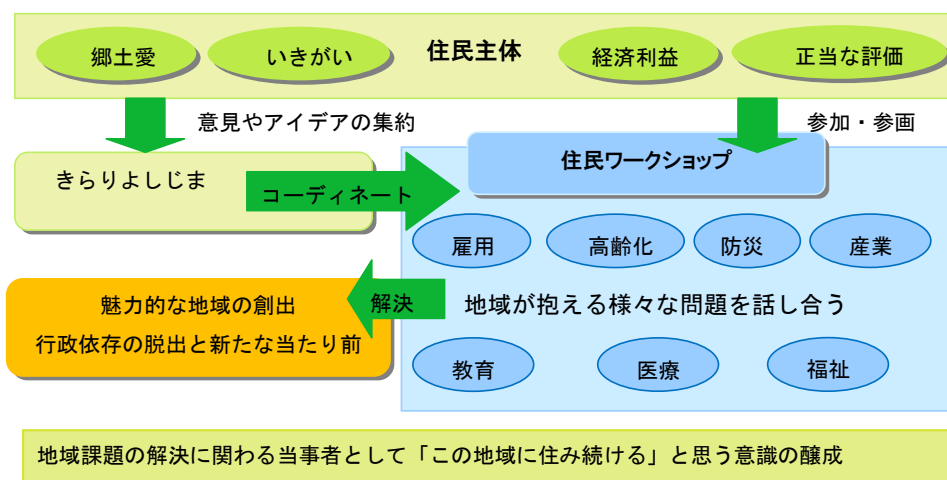 郷土愛
いきがい
住民主体
経済利益
正当な評価
意見やアイデアの集約
参加・参画
きらりよしじま
コーディネート
住民ワークショップ
雇用
高齢化
防災
産業
魅力的な地域の創出
行政依存の脱出と新たな当たり前
解決
地域が抱える様々な問題を話し合う
教育
医療
福祉
地域課題の解決に関わる当事者として「この地域に住み続ける」と思う意識の醸成